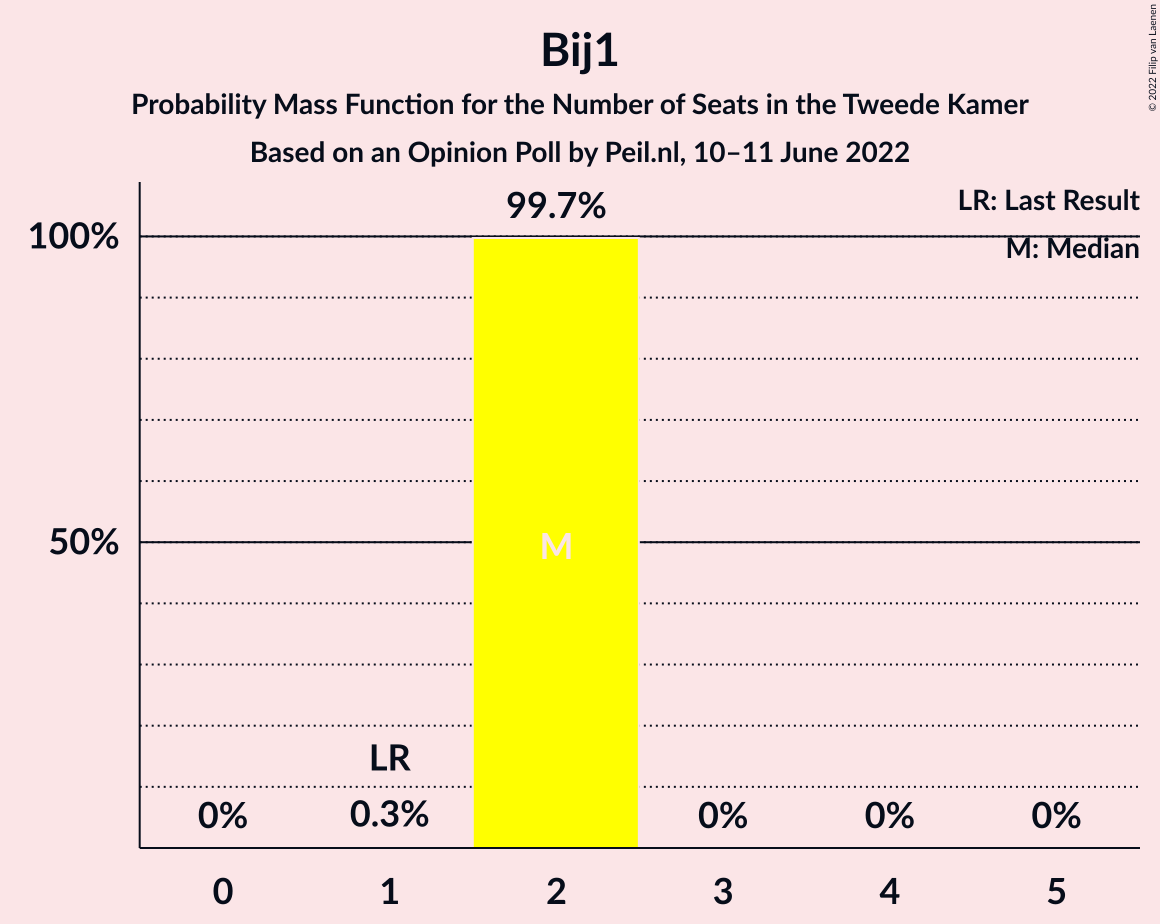 Bij1
Probability Mass Function for the Number of Seats in the Tweede Kamer
Based on an Opinion Poll by Peil.nl, 10–11 June 2022
© 2022 Filip van Laenen
LR: Last Result
M: Median
99.7%
100%
50%
M
LR
0% 0.3% 0% 0% 0%
0 1 2 3 4 5